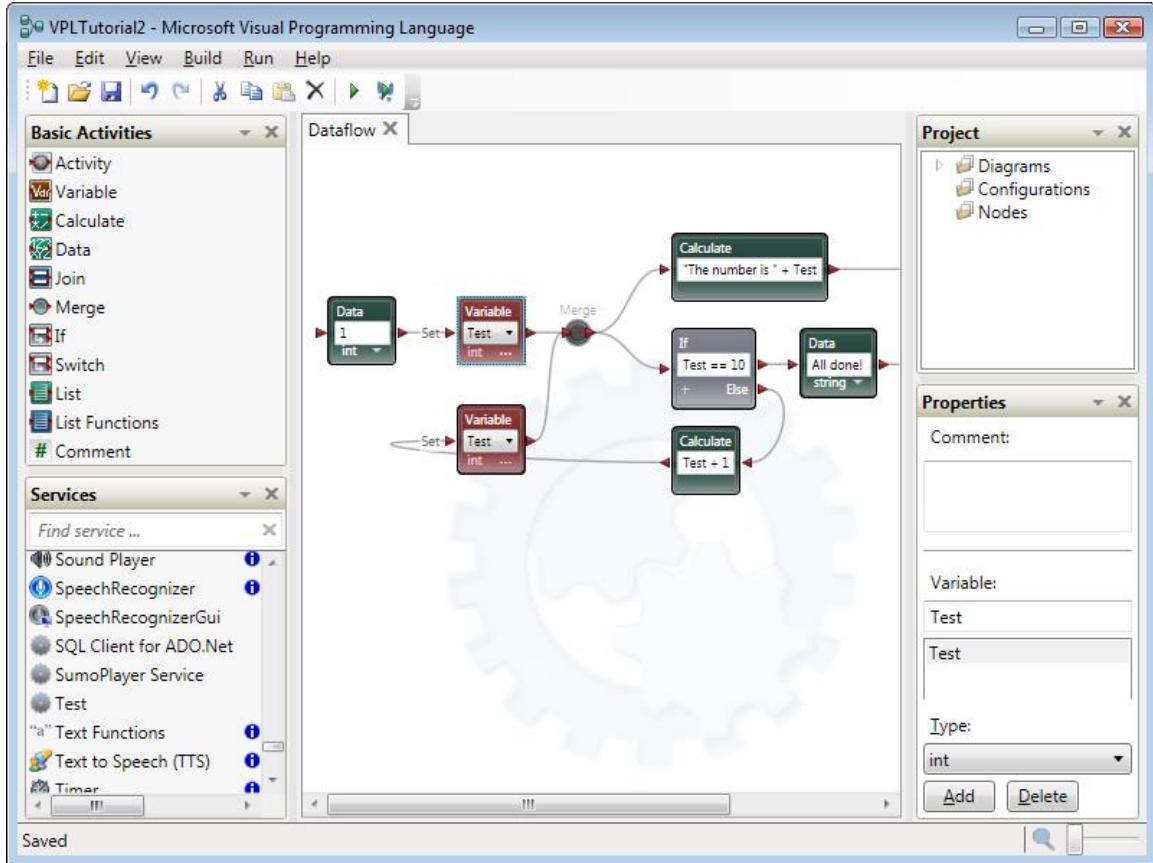 VPLTutorial2 - Microsoft Visual Programming Language
File Edit View Build Run Help
Basic Activities
Activity
Variable
Calculate
Data
Join
Merge
If
Switch
List
List Functions
# Comment
Services
Find service ...
Sound Player
SpeechRecognizer
SpeechRecognizerGui
SQL Client for ADO.Net
SumoPlayer Service
Test
"a" Text Functions
Text to Speech (TTS)
Timer
Dataflow
Calculate
"The number is " + Test
Data
1
int
Set
Variable
Test
int ...
Merge
If
Test == 10
+ Else
Data
All done!
string
Set
Variable
Test
int ...
Calculate
Test + 1
Project
Diagrams
Configurations
Nodes
Properties
Comment:
Variable:
Test
Test
Type:
int
Add Delete
Saved